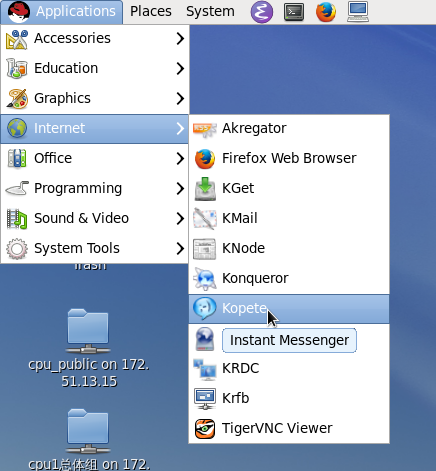 Applications Places System
Accessories
Education
Graphics
Internet
Office
Programming
Sound & Video
System Tools
Akregator
Firefox Web Browser
KGet
KMail
KNode
Konqueror
Kopete
Instant Messenger
KRDC
Krfb
TigerVNC Viewer
Trash
cpu_public on 172.
51.13.15
cpu1总体组 on 172.